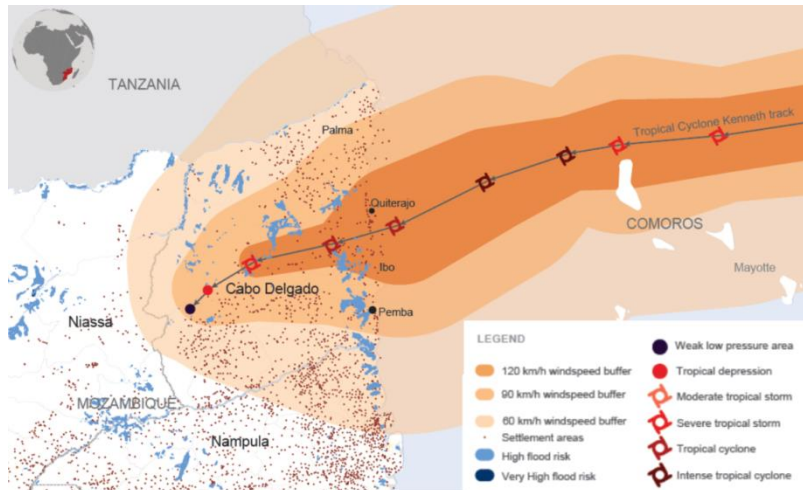 TANZANIA
Palma
Tropical Cyclone Kenneth track
Quiterajo
COMOROS
Ibo
Mayotte
Cabo Delgado
Pemba
Niassa
MOZAMBIQUE
Nampula
LEGEND
120 km/h windspeed buffer
90 km/h windspeed buffer
60 km/h windspeed buffer
Settlement areas
High flood risk
Very High flood risk
Weak low pressure area
Tropical depression
Moderate tropical storm
Severe tropical storm
Tropical cyclone
Intense tropical cyclone